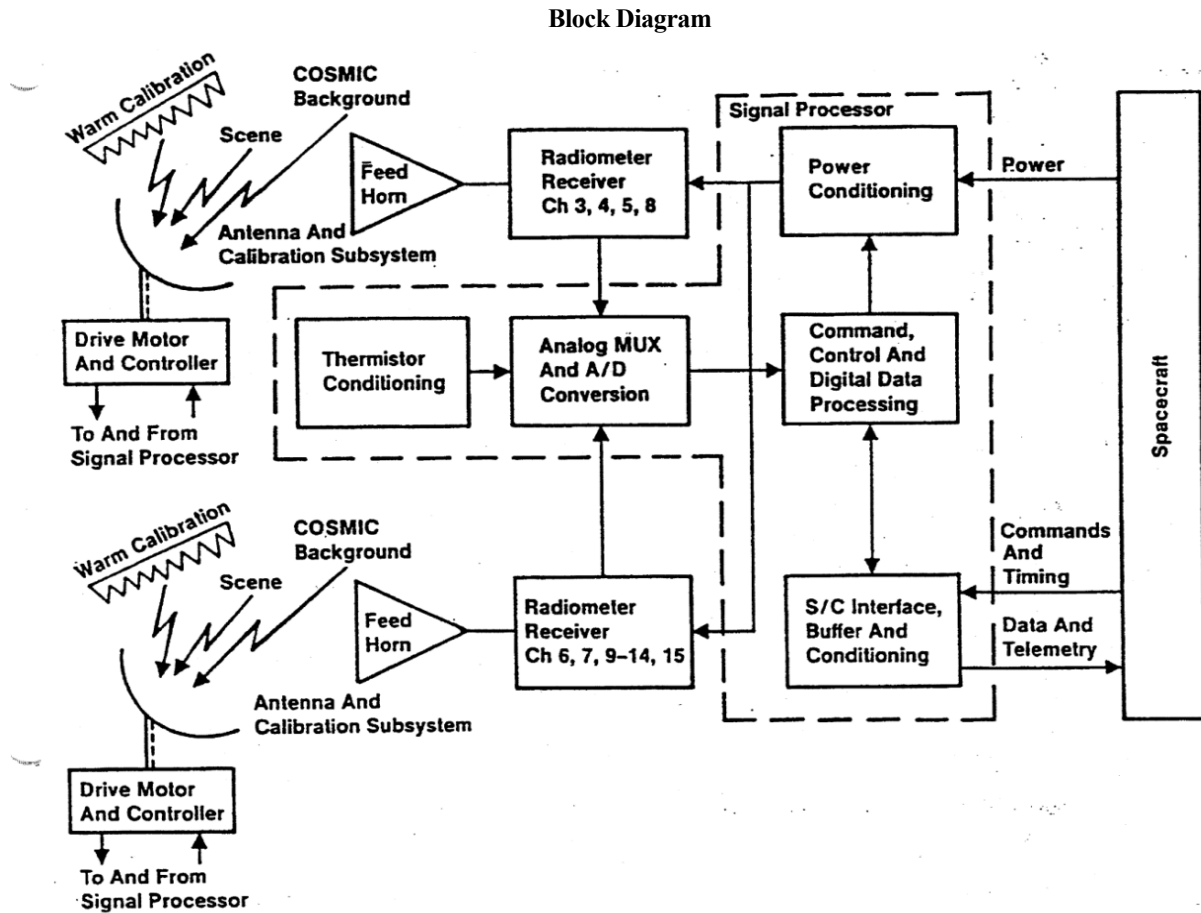 Block Diagram
Warm Calibration
COSMIC
Background
Scene
Feed
Horn
Antenna And
Calibration Subsystem
Drive Motor
And Controller
To And From
Signal Processor
Radiometer
Receiver
Ch 3, 4, 5, 8
Signal Processor
Power
Conditioning
Power
Thermistor
Conditioning
Analog MUX
And A/D
Conversion
Command,
Control And
Digital Data
Processing
Spacecraft
Warm Calibration
COSMIC
Background
Scene
Feed
Horn
Antenna And
Calibration Subsystem
Drive Motor
And Controller
To And From
Signal Processor
Radiometer
Receiver
Ch 6, 7, 9–14, 15
S/C Interface,
Buffer And
Conditioning
Commands
And
Timing
Data And
Telemetry